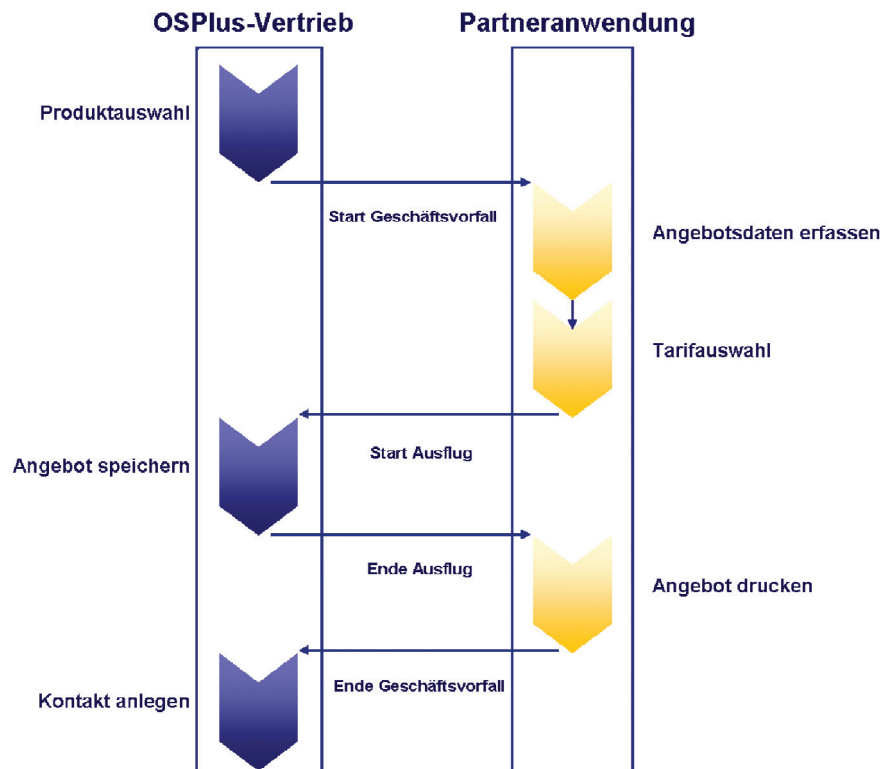 OSPlus-Vertrieb
Partneranwendung
Produktauswahl
Start Geschäftsvorfall
Angebotsdaten erfassen
Tarifauswahl
Start Ausflug
Angebot speichern
Ende Ausflug
Angebot drucken
Ende Geschäftsvorfall
Kontakt anlegen